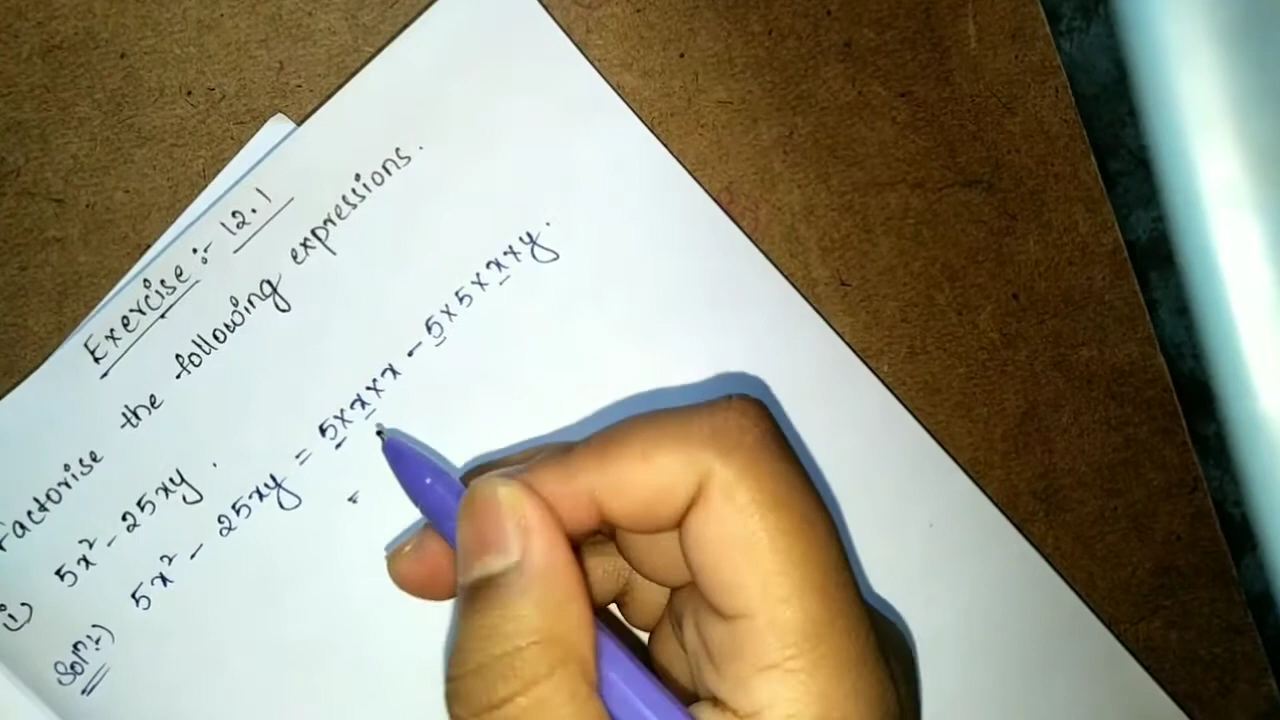 Exercise :- 12.1
Factorise the following expressions.
(i) 5x² - 25xy.
Sol?:-) 5x² - 25xy = 5×x×x - 5×5×x×y.
=